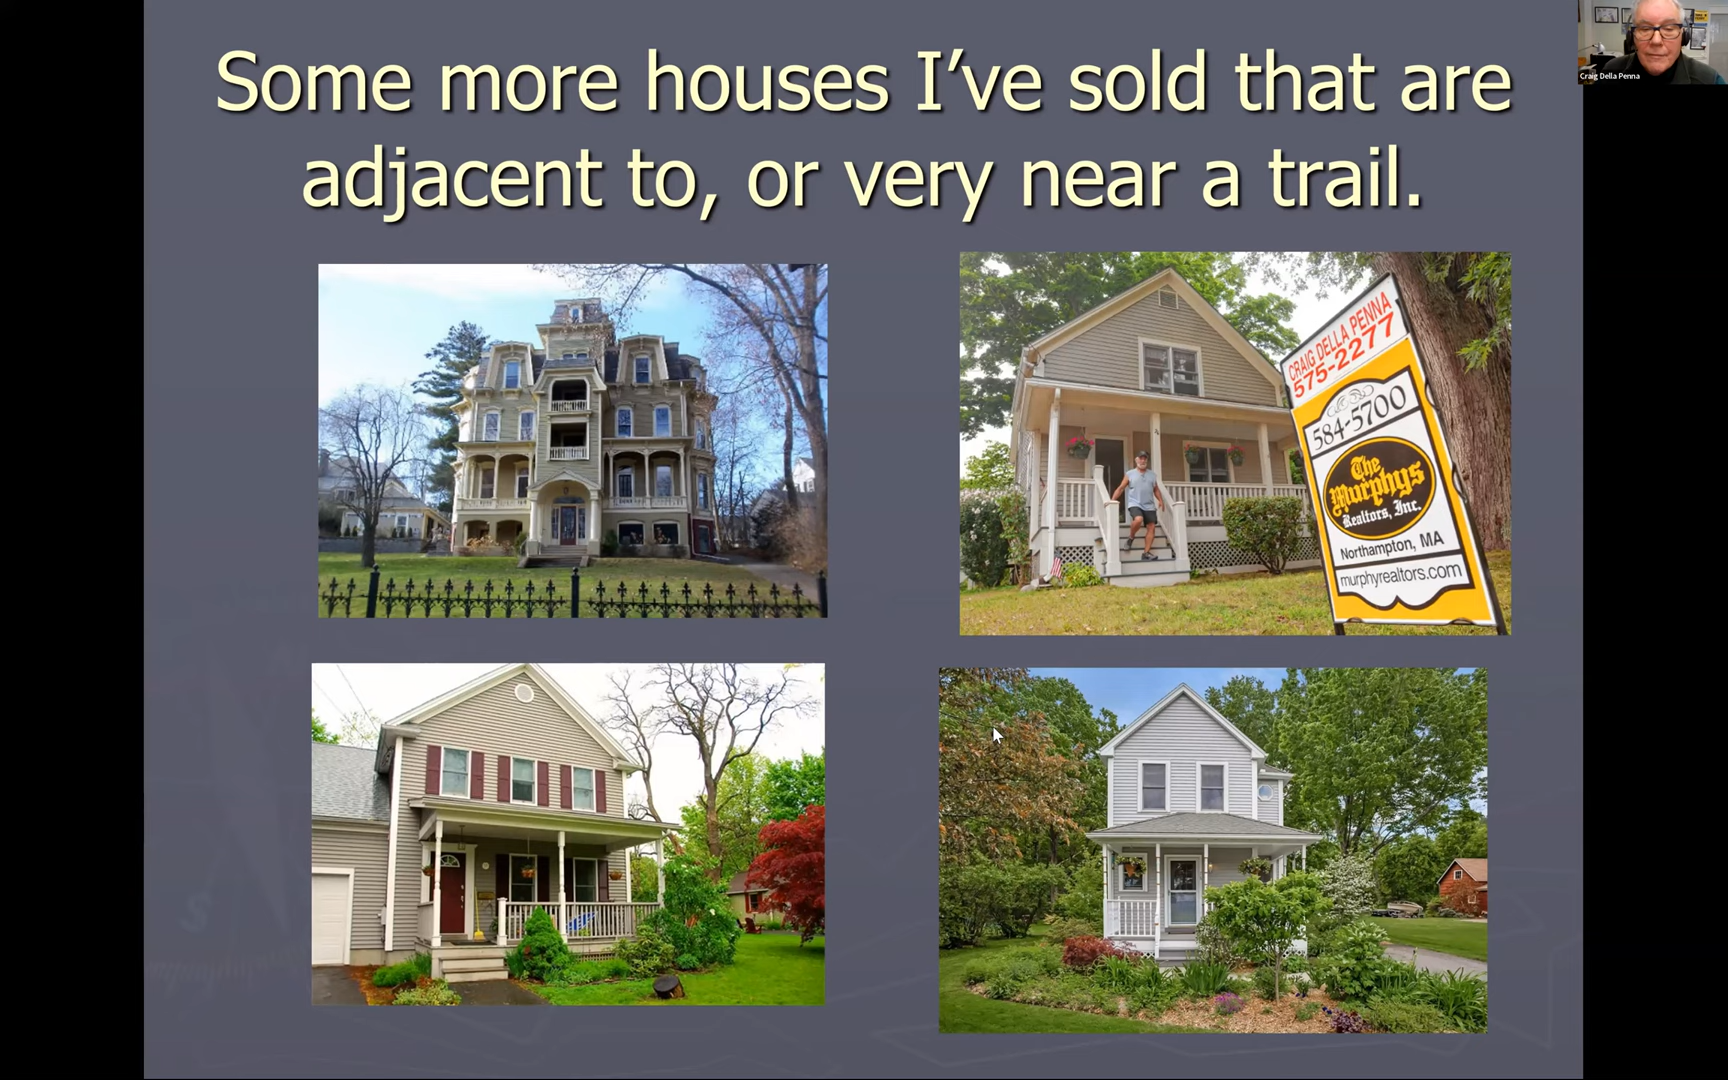 Some more houses I've sold that are
adjacent to, or very near a trail.
Craig Della Penna
CRAIG DELLA PENNA
575-2277
584-5700
The
Murphys
Realtors, Inc.
Northampton, MA
murphyrealtors.com